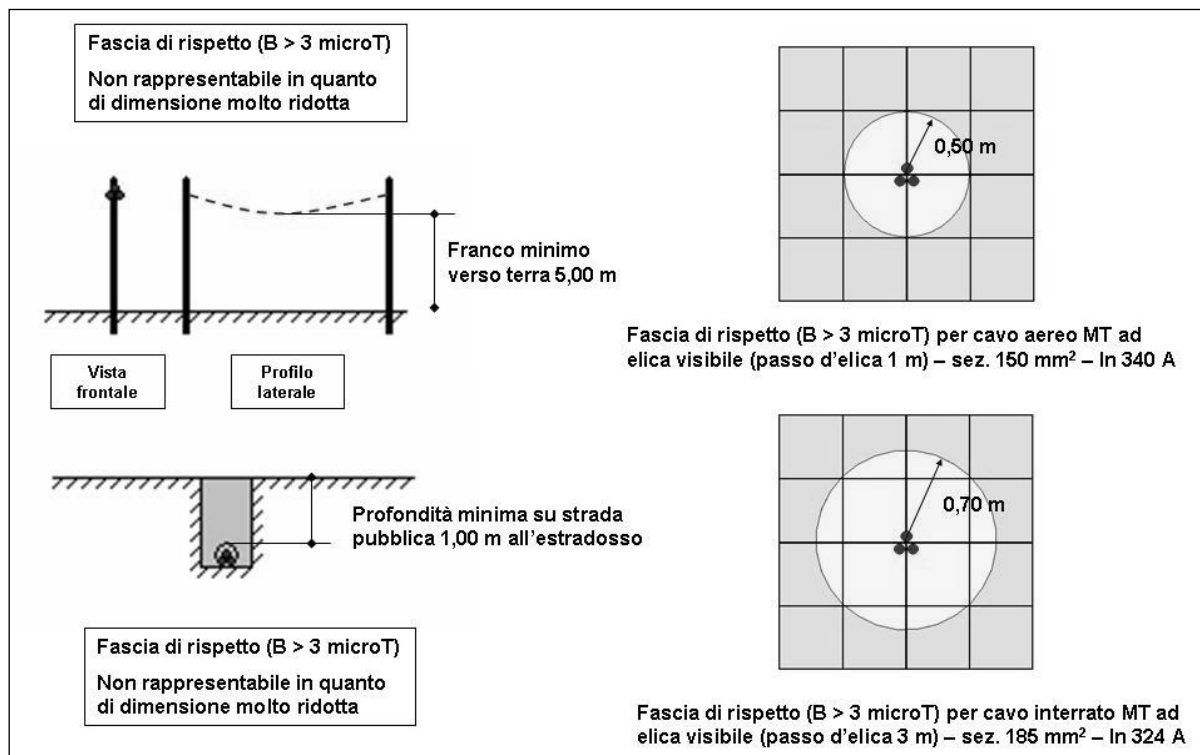 Fascia di rispetto (B > 3 microT)
Non rappresentabile in quanto
di dimensione molto ridotta
Franco minimo
verso terra 5,00 m
Vista
frontale
Profilo
laterale
0,50 m
Fascia di rispetto (B > 3 microT) per cavo aereo MT ad
elica visibile (passo d'elica 1 m) – sez. 150 mm² – In 340 A
Profondità minima su strada
pubblica 1,00 m all'estradosso
Fascia di rispetto (B > 3 microT)
Non rappresentabile in quanto
di dimensione molto ridotta
0,70 m
Fascia di rispetto (B > 3 microT) per cavo interrato MT ad
elica visibile (passo d'elica 3 m) – sez. 185 mm² – In 324 A